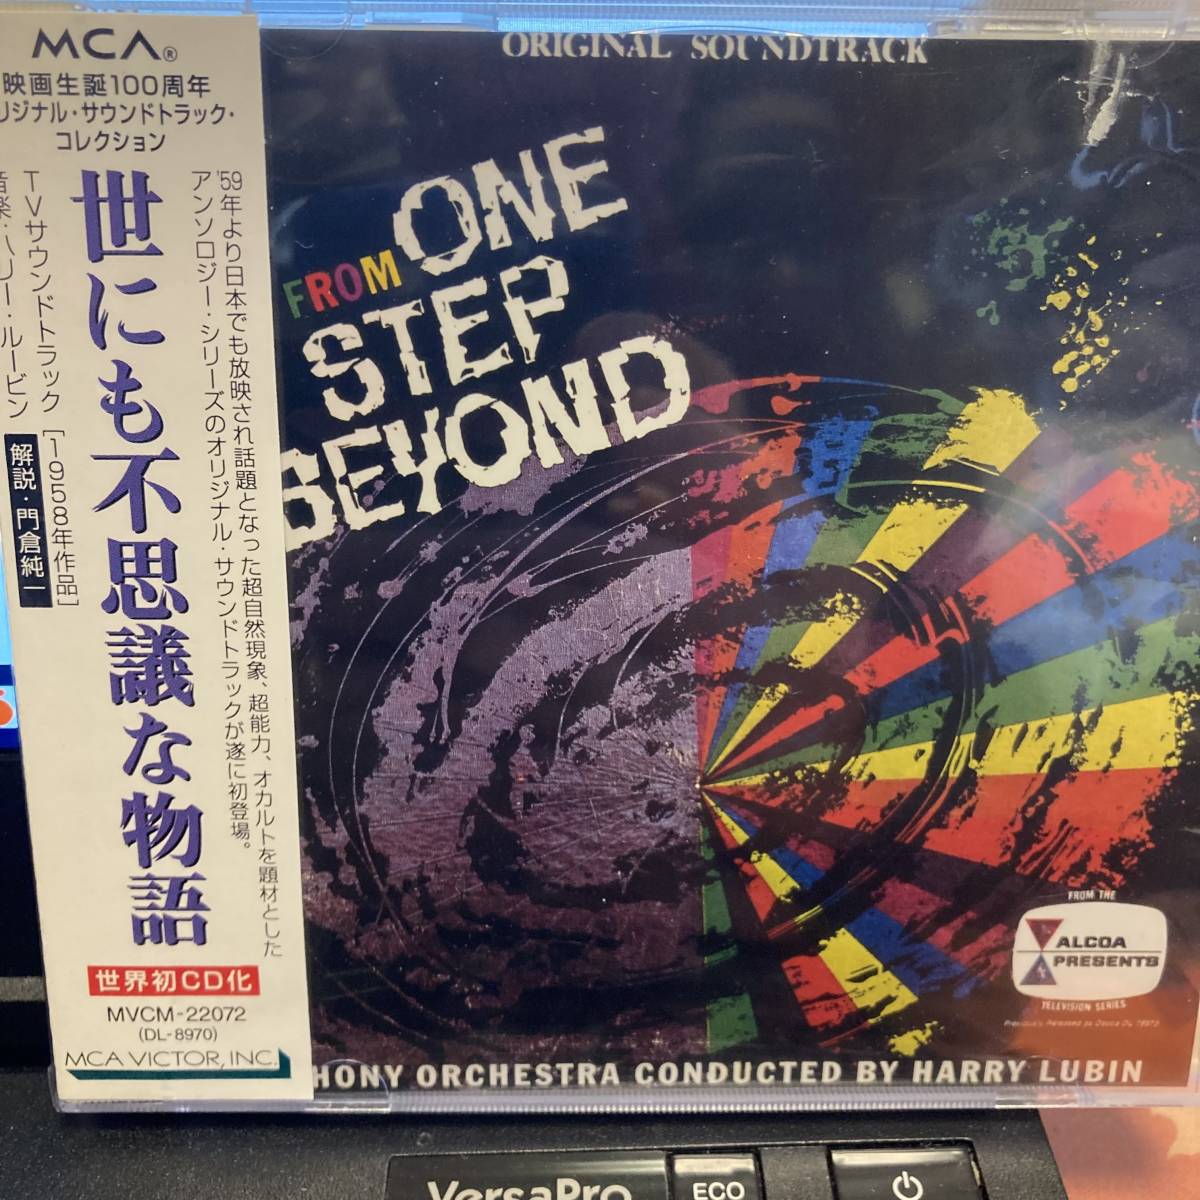 MCA®
映画生誕100周年
リジナル・サウンドトラック・
コレクション
'59年より日本でも放映され話題となった超自然現象、超能力、オカルトを題材とした
アンソロジー・シリーズのオリジナル・サウンドトラックが遂に初登場。
世にも不思議な物語
TVサウンドトラック [1958年作品]
音楽・ハリー・ルービン
解説・門倉純一
世界初CD化
MVCM-22072
(DL-8970)
MCA VICTOR, INC.
ORIGINAL SOUNDTRACK
FROM ONE
STEP
BEYOND
FROM THE
ALCOA
PRESENTS
TELEVISION SERIES
Previously Released as Decca DL 78970
HONY ORCHESTRA CONDUCTED BY HARRY LUBIN
VersaPro
ECO